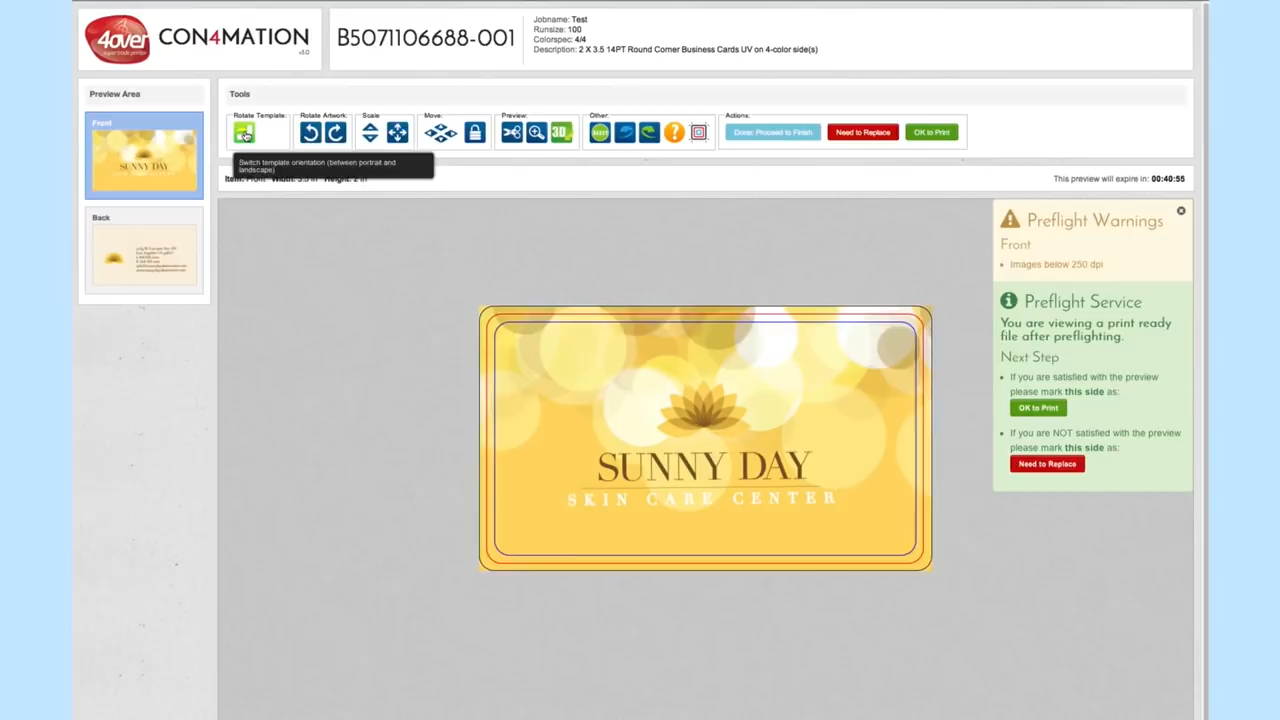 4over
CON4MATION
v3.0
B5071106688-001
Jobname: Test
Runsize: 100
Colorspec: 4/4
Description: 2 X 3.5 14PT Round Corner Business Cards UV on 4-color side(s)
Preview Area
Front
SUNNY DAY
Back
Tools
Rotate Template:
Rotate Artwork:
Scale
Move:
Preview:
3D
Other:
Actions:
Done: Proceed to Finish
Need to Replace
OK to Print
Switch template orientation (between portrait and
landscape)
This preview will expire in: 00:40:55
Preflight Warnings
Front
Images below 250 dpi
Preflight Service
You are viewing a print ready
file after preflighting.
Next Step
If you are satisfied with the preview
please mark this side as:
OK to Print
If you are NOT satisfied with the preview
please mark this side as:
Need to Replace
SUNNY DAY
SKIN CARE CENTER